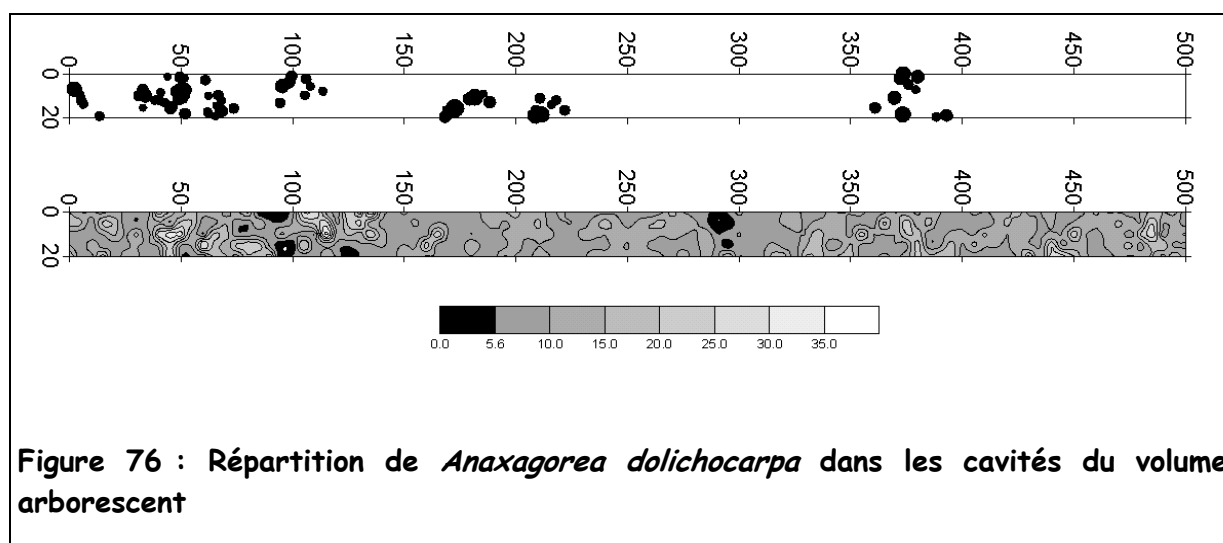 0 50 100 150 200 250 300 350 400 450 500
0
20
0 50 100 150 200 250 300 350 400 450 500
0
20
0.0 5.6 10.0 15.0 20.0 25.0 30.0 35.0
Figure 76 : Répartition de Anaxagorea dolichocarpa dans les cavités du volume
arborescent